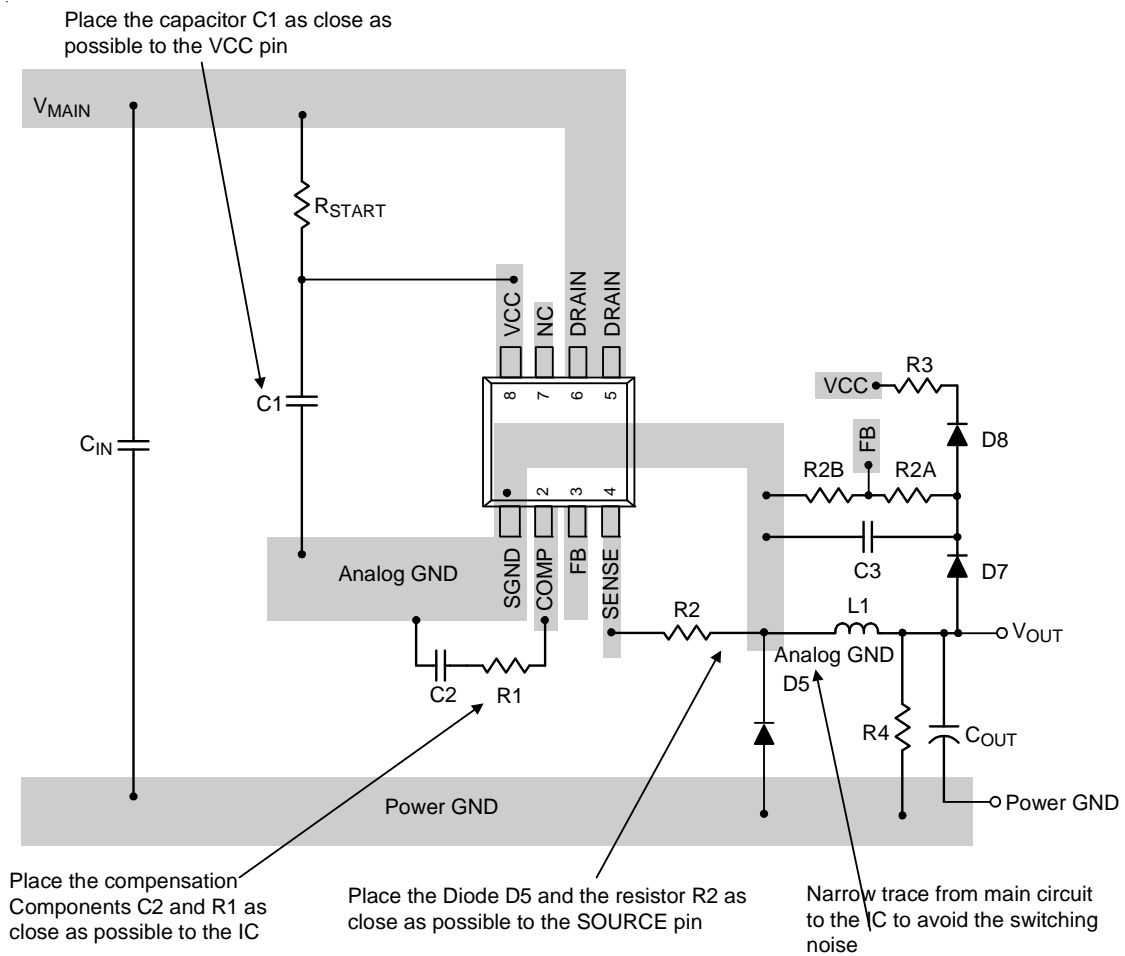 Place the capacitor C1 as close as
possible to the VCC pin
VMAIN
RSTART
VCC
NC
DRAIN
DRAIN
C1
8
7
6
5
CIN
VCC
R3
D8
FB
R2B
R2A
C3
D7
2
3
4
Analog GND
SGND
COMP
FB
SENSE
R2
L1
VOUT
Analog GND
D5
C2
R1
R4
COUT
Power GND
Power GND
Place the compensation
Components C2 and R1 as
close as possible to the IC
Place the Diode D5 and the resistor R2 as
close as possible to the SOURCE pin
Narrow trace from main circuit
to the IC to avoid the switching
noise